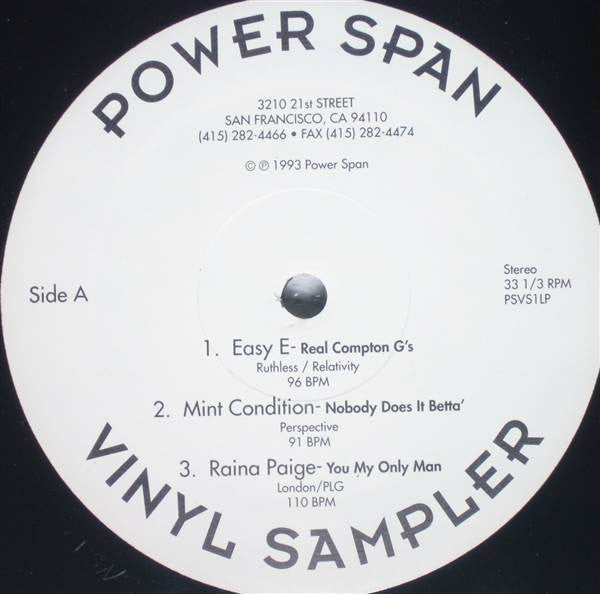 POWER SPAN
3210 21st STREET
SAN FRANCISCO, CA 94110
(415) 282-4466 • FAX (415) 282-4474
© ℗ 1993 Power Span
Side A
Stereo
33 1/3 RPM
PSVS1LP
1. Easy E- Real Compton G's
Ruthless / Relativity
96 BPM
2. Mint Condition- Nobody Does It Betta'
Perspective
91 BPM
3. Raina Paige- You My Only Man
London/PLG
110 BPM
VINYL SAMPLER